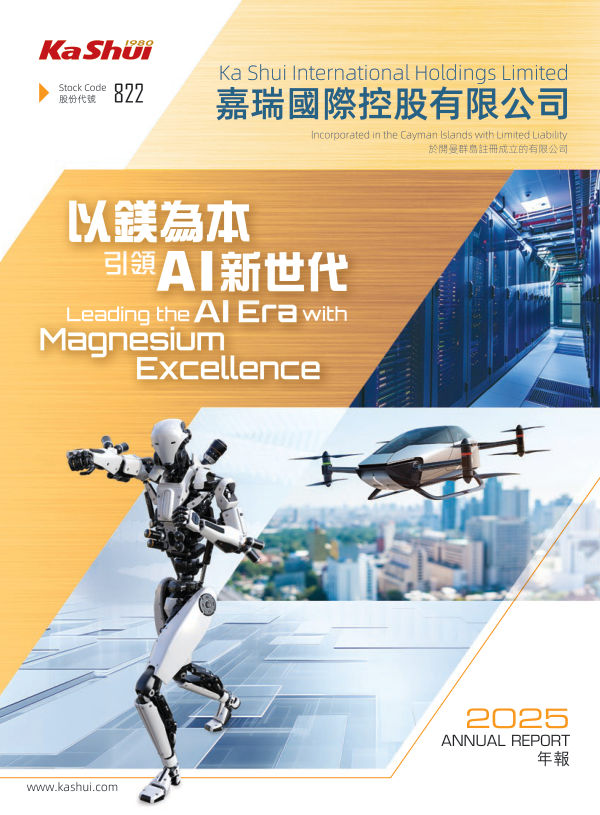 KaShui
1980
Stock Code
股份代號
822
Ka Shui International Holdings Limited
嘉瑞國際控股有限公司
Incorporated in the Cayman Islands with Limited Liability
於開曼群島註冊成立的有限公司
以鎂為本
引領AI新世代
Leading the AI Era with
Magnesium
Excellence
2025
ANNUAL REPORT
年報
www.kashui.com